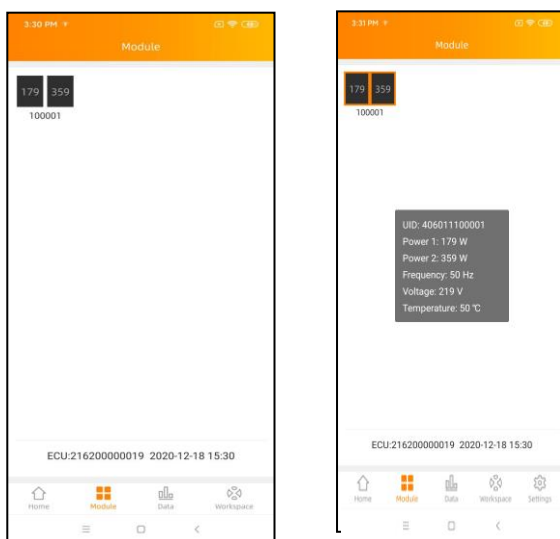 3:30 PM
Module
179 359
100001
ECU:216200000019 2020-12-18 15:30
Home Module Data Workspace
3:31 PM
Module
179 359
100001
UID: 406011100001
Power 1: 179 W
Power 2: 359 W
Frequency: 50 Hz
Voltage: 219 V
Temperature: 50 ℃
ECU:216200000019 2020-12-18 15:30
Home Module Data Workspace Settings